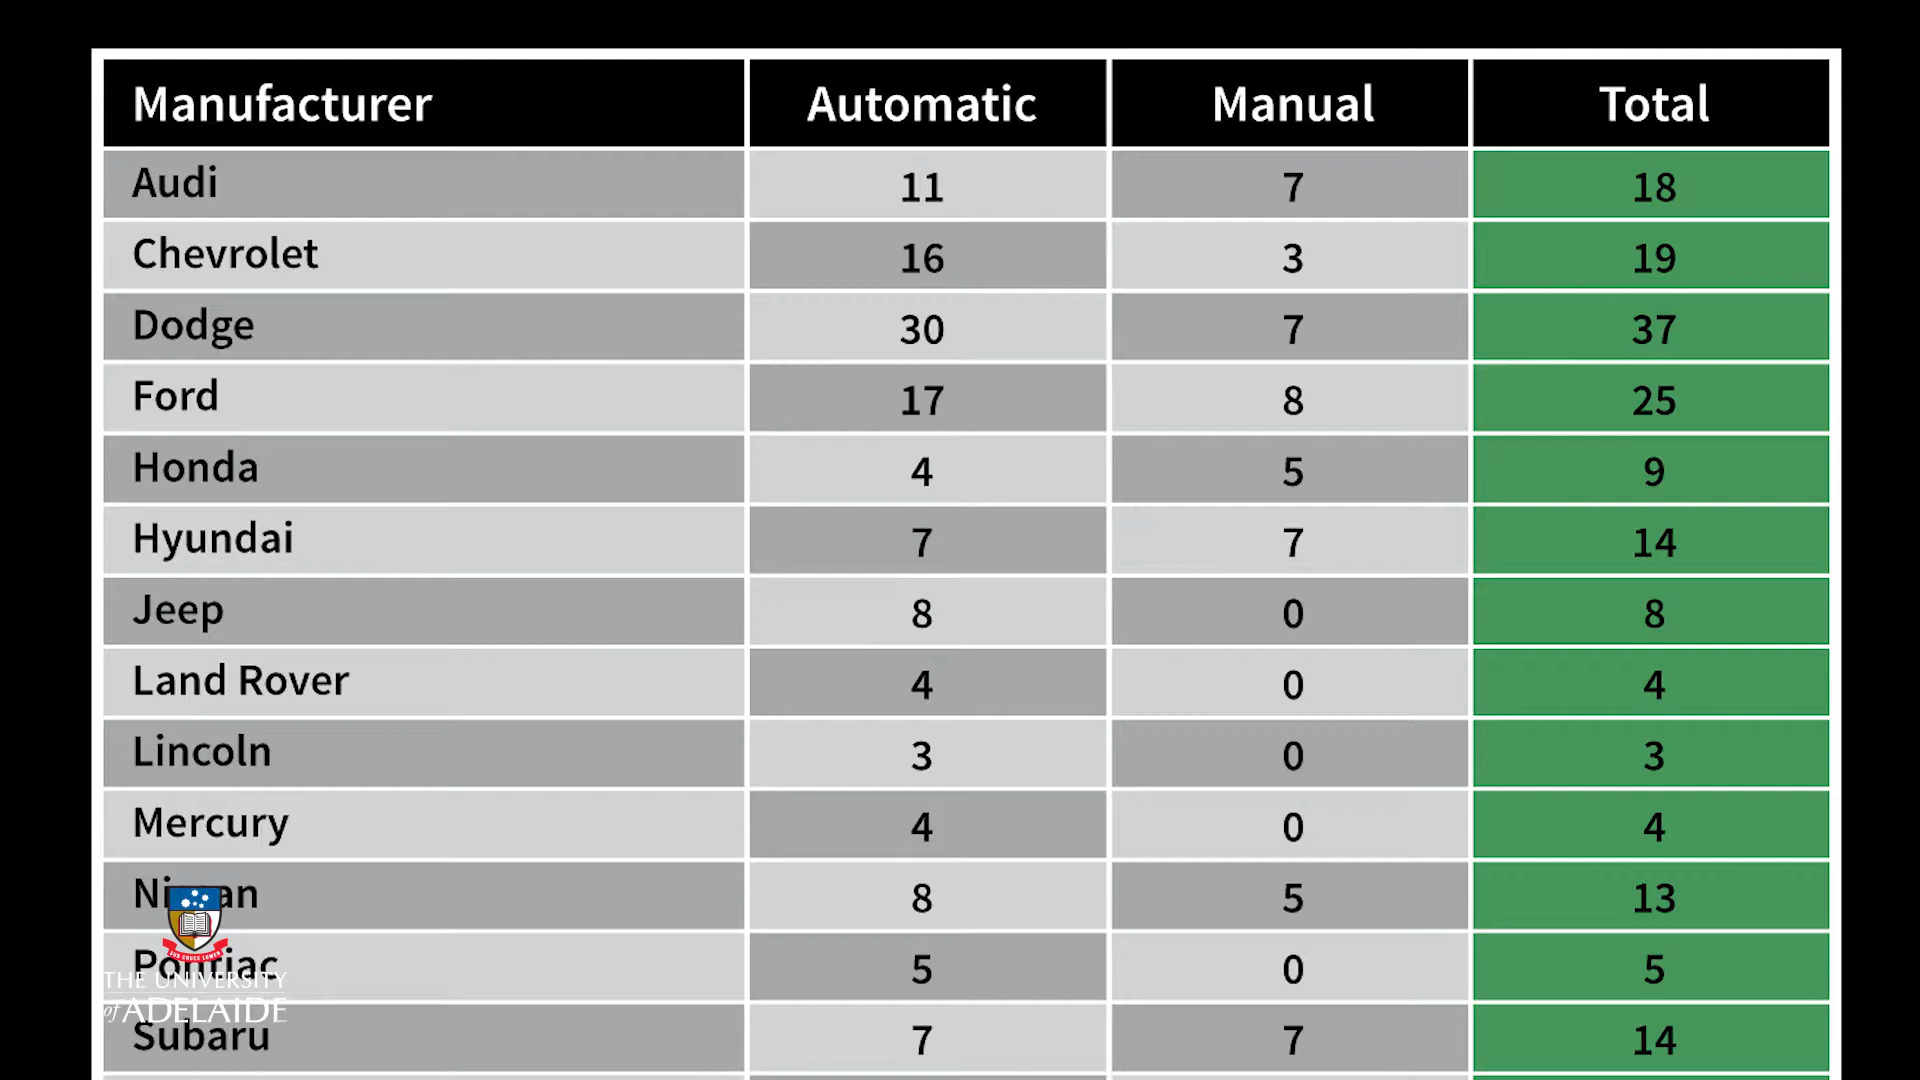 Manufacturer Automatic Manual Total
Audi 11 7 18
Chevrolet 16 3 19
Dodge 30 7 37
Ford 17 8 25
Honda 4 5 9
Hyundai 7 7 14
Jeep 8 0 8
Land Rover 4 0 4
Lincoln 3 0 3
Mercury 4 0 4
Nissan 8 5 13
Pontiac 5 0 5
THE UNIVERSITY
of ADELAIDE
Subaru 7 7 14